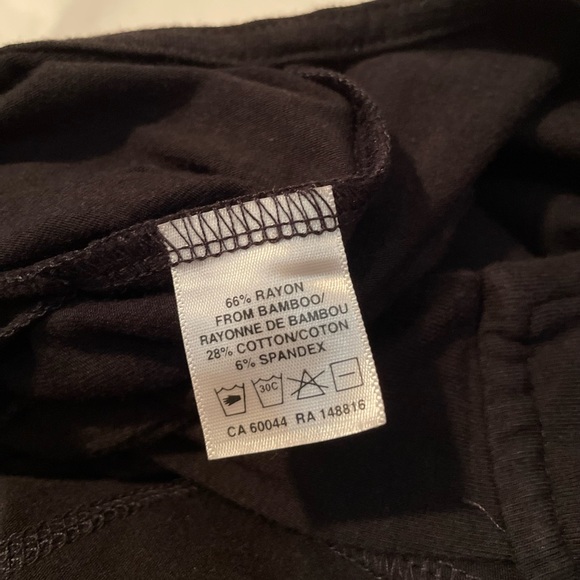 66% RAYON
FROM BAMBOO/
RAYONNE DE BAMBOU
28% COTTON/COTON
6% SPANDEX
30C
CA 60044 RA 148816